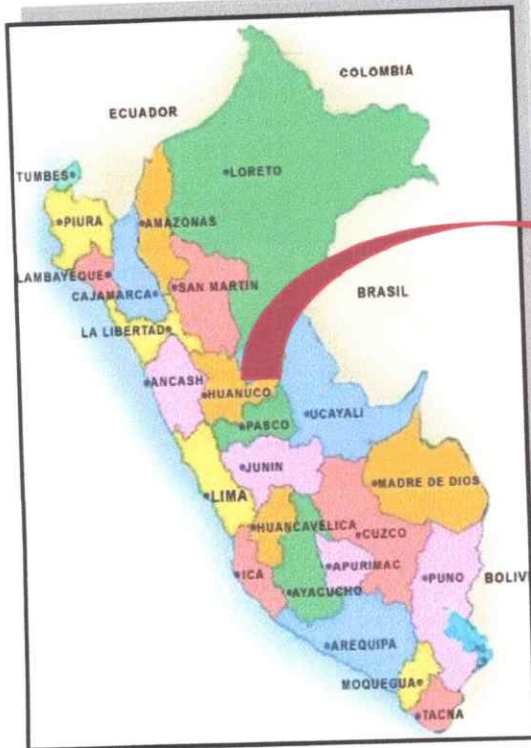 COLOMBIA
ECUADOR
TUMBES
LORETO
PIURA
AMAZONAS
LAMBAYEQUE
CAJAMARCA
SAN MARTIN
BRASIL
LA LIBERTAD
ANCASH
HUANUCO
UCAYALI
PASCO
JUNIN
MADRE DE DIOS
LIMA
HUANCAVELICA
CUZCO
ICA
APURIMAC
PUNO
BOLIVI
AYACUCHO
AREQUIPA
MOQUEGUA
TACNA